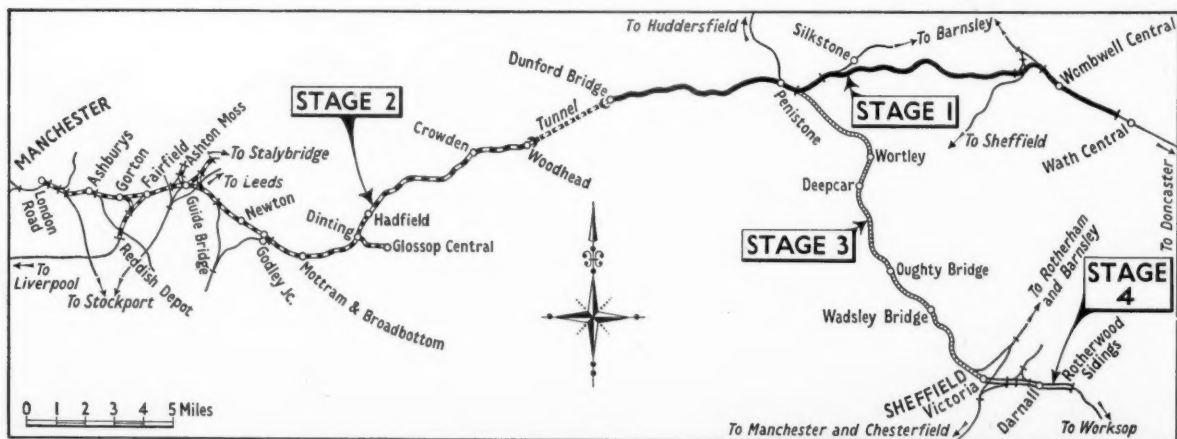 To Huddersfield
Silkstone
To Barnsley
Wombwell Central
Dunford Bridge
STAGE 2
Penistone
STAGE 1
MANCHESTER
Ashton Moss
Crowden
Tunnel
To Sheffield
Wath Central
Ashburys
Gorton
Fairfield
To Stalybridge
Woodhead
Wortley
To Doncaster
London
Road
To Leeds
Newton
Hadfield
Deepcar
Dinting
Glossop Central
STAGE 3
To Rotherham
and Barnsley
STAGE
4
Guide Bridge
Godley Jc.
Reddish Depot
Mottram & Broadbottom
To
Liverpool
To Stockport
Oughty Bridge
Wadsley Bridge
Rotherwood
Sidings
SHEFFIELD
Victoria
Darnall
0 1 2 3 4 5 Miles
To Manchester and Chesterfield
To Worksop